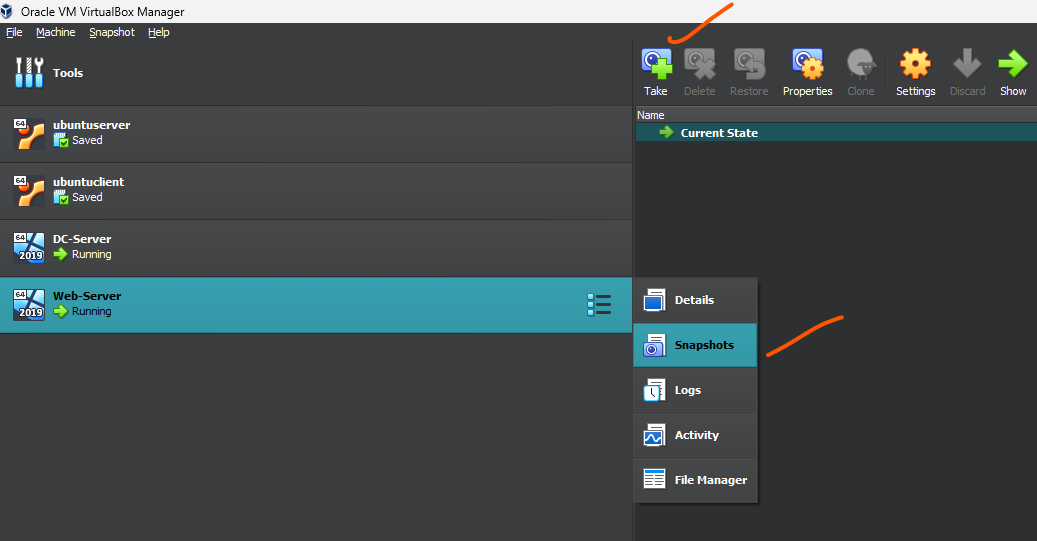 Oracle VM VirtualBox Manager
File Machine Snapshot Help
Tools
64
ubuntuserver
Saved
64
ubuntuclient
Saved
64
2019
DC-Server
Running
64
2019
Web-Server
Running
Take Delete Restore Properties Clone Settings Discard Show
Name
Current State
Details
Snapshots
Logs
Activity
File Manager